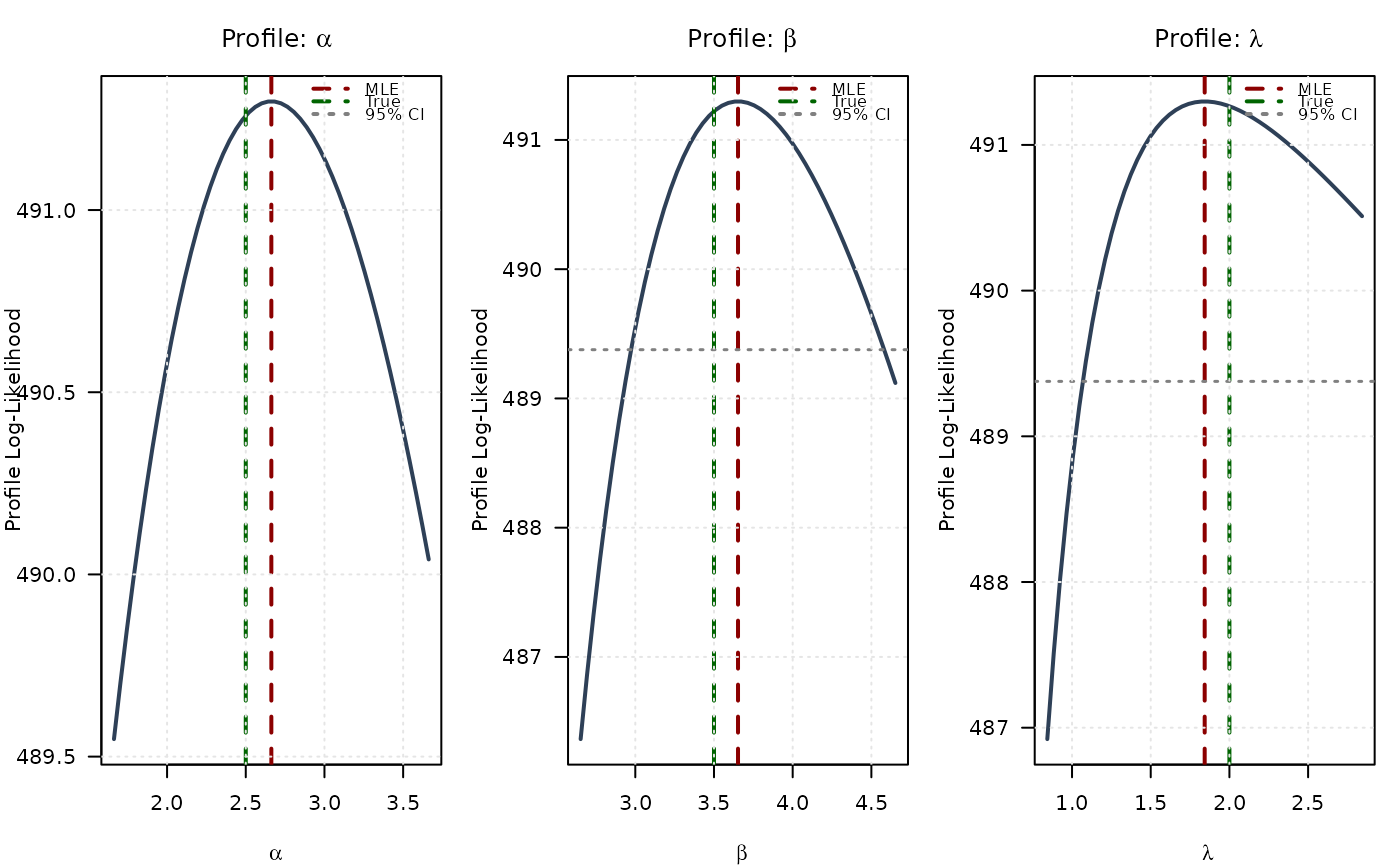 Profile: α
Profile Log-Likelihood
491.0
490.5
490.0
489.5
MLE
True
95% CI
2.0 2.5 3.0 3.5
α
Profile: β
Profile Log-Likelihood
491
490
489
488
487
MLE
True
95% CI
3.0 3.5 4.0 4.5
β
Profile: λ
Profile Log-Likelihood
491
490
489
488
487
MLE
True
95% CI
1.0 1.5 2.0 2.5
λ